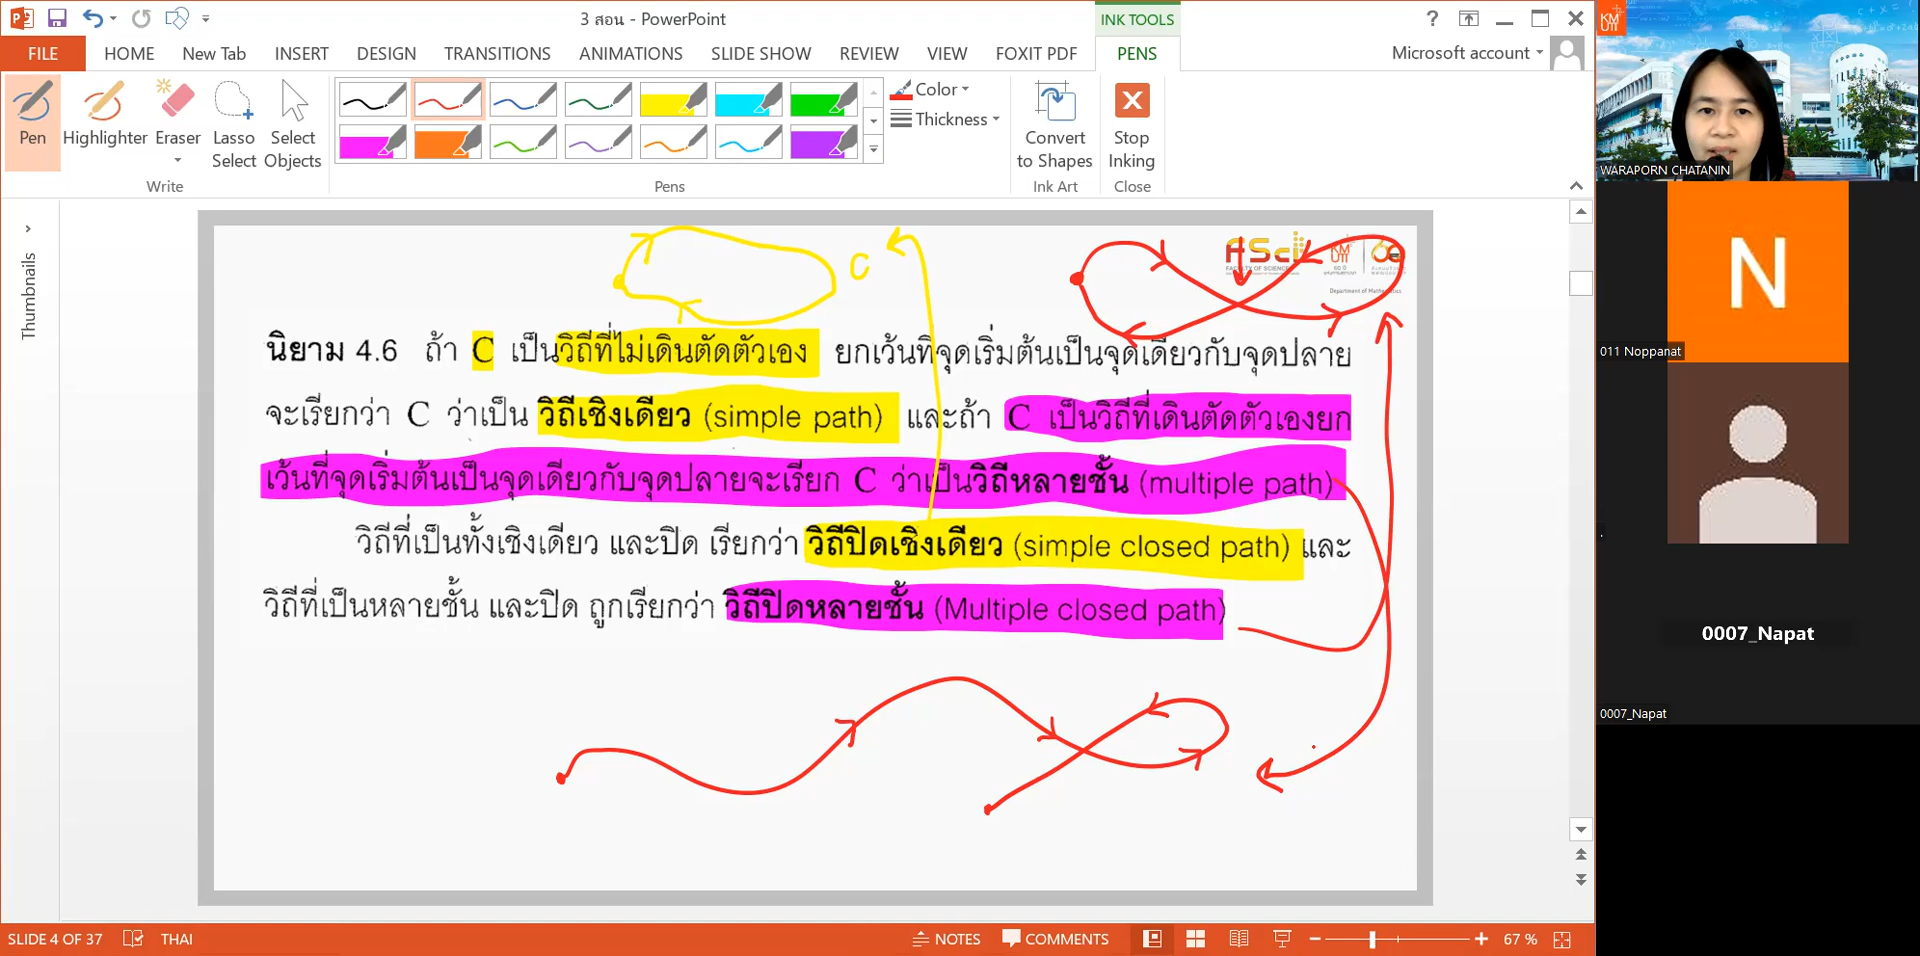 3 สอน - PowerPoint
INK TOOLS
FILE HOME New Tab INSERT DESIGN TRANSITIONS ANIMATIONS SLIDE SHOW REVIEW VIEW FOXIT PDF PENS
Microsoft account
Pen Highlighter Eraser Lasso Select Select Objects
Color
Thickness
Convert to Shapes
Stop Inking
Write Pens Ink Art Close
Thumbnails
C
ASci
FACULTY OF SCIENCE
Department of Mathematics
นิยาม 4.6 ถ้า C เป็นวิถีที่ไม่เดินตัดตัวเอง ยกเว้นที่จุดเริ่มต้นเป็นจุดเดียวกับจุดปลาย
จะเรียกว่า C ว่าเป็น วิถีเชิงเดียว (simple path) และถ้า C เป็นวิถีที่เดินตัดตัวเองยก
เว้นที่จุดเริ่มต้นเป็นจุดเดียวกับจุดปลายจะเรียก C ว่าเป็นวิถีหลายชั้น (multiple path)
วิถีที่เป็นทั้งเชิงเดียว และปิด เรียกว่า วิถีปิดเชิงเดียว (simple closed path) และ
วิถีที่เป็นหลายชั้น และปิด ถูกเรียกว่า วิถีปิดหลายชั้น (Multiple closed path)
SLIDE 4 OF 37 THAI NOTES COMMENTS 67 %
KM
WARAPORN CHATANIN
N
011 Noppanat
0007_Napat
0007_Napat